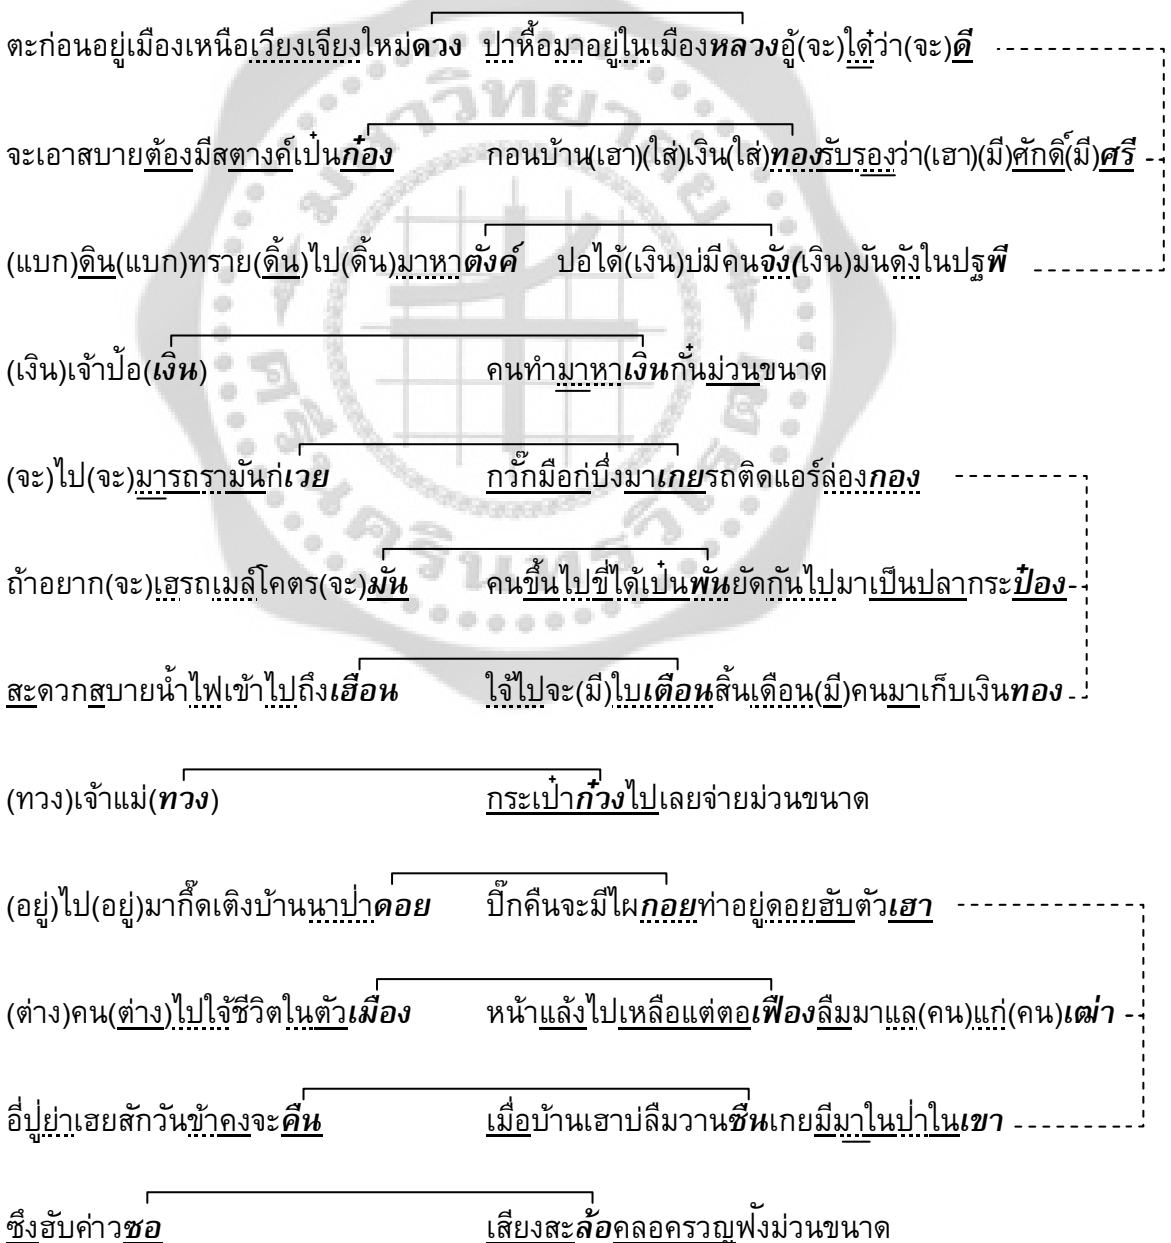 ตะก่อนอยู่เมืองเหนือเวียงเจียงใหม่ดวง ปาหื้อมาอยู่ในเมืองหลวงอู้(จะ)ใด๋ว่า(จะ)ดี
จะเอาสบายต้องมีสตางค์เป๋นก๋อง กอนบ้าน(เฮา)(ใส่)เงิน(ใส่)ทองรับรองว่า(เฮา)(มี)ศักดิ์(มี)ศรี
(แบก)ดิน(แบก)ทราย(ดิ้น)ไป(ดิ้น)มาหาตังค์ ปอได้(เงิน)บ่มีคนจัง(เงิน)มันดังในปฐพี
(เงิน)เจ้าป้อ(เงิน) คนทำมาหาเงินกั๋นม่วนขนาด
(จะ)ไป(จะ)มารถรามันก่เวย กวั๊กมือก่บึ่งมาเกยรถติดแอร์ล่องกอง
ถ้าอยาก(จะ)เฮรถเมล์โคตร(จะ)มัน คนขึ้นไปขี่ได้เป๋นพันยัดกันไปมาเป็นปลากระป๋อง
สะดวกสบายน้ำไฟเข้าไปถึงเฮือน ใจ้ไปจะ(มี)ใบเตือนสิ้นเดือน(มี)คนมาเก็บเงินทอง
(ทวง)เจ้าแม่(ทวง) กระเป๋าก๋วงไปเลยจ่ายม่วนขนาด
(อยู่)ไป(อยู่)มากึ๊ดเติงบ้านนาป่าดอย ปิ๊กคืนจะมีไผกอยท่าอยู่ดอยฮับตัวเฮา
(ต่าง)คน(ต่าง)ไปใจ้ชีวิตในตัวเมือง หน้าแล้งไปเหลือแต่ตอเฟืองลืมมาแล(คน)แก่(คน)เฒ่า
อี่ปู่ย่าเฮยสักวันข้าคงจะคืน เมื่อบ้านเฮาบ่ลืมวานซืนเกยมีมาในป่าในเขา
ซึงฮับค่าวซอ เสียงสะล้อคลอครวญฟังม่วนขนาด
มหาวิทยาลัย
ศรีนครินทรวิโรฒ